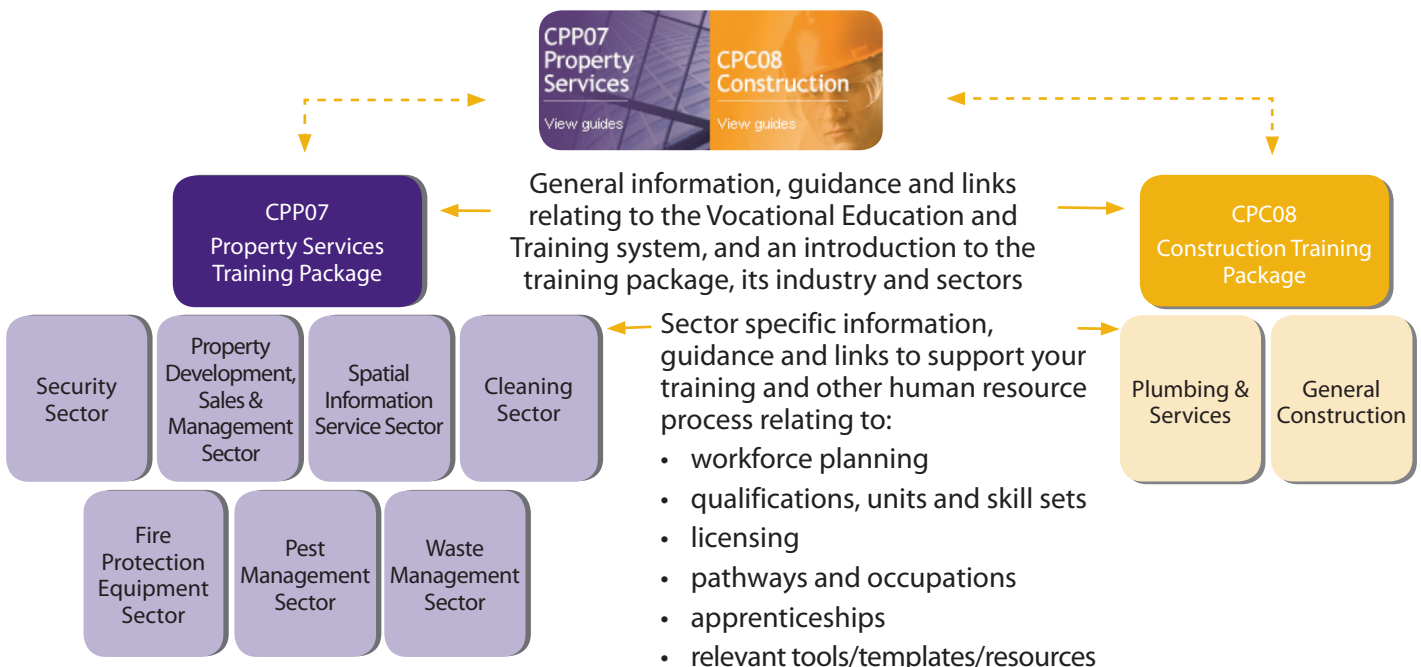 CPP07
Property
Services
View guides
CPC08
Construction
View guides
General information, guidance and links
relating to the Vocational Education and
Training system, and an introduction to the
training package, its industry and sectors
CPP07
Property Services
Training Package
CPC08
Construction Training
Package
Security
Sector
Property
Development,
Sales &
Management
Sector
Spatial
Information
Service Sector
Cleaning
Sector
Fire
Protection
Equipment
Sector
Pest
Management
Sector
Waste
Management
Sector
Sector specific information,
guidance and links to support your
training and other human resource
process relating to:
• workforce planning
• qualifications, units and skill sets
• licensing
• pathways and occupations
• apprenticeships
• relevant tools/templates/resources
Plumbing &
Services
General
Construction